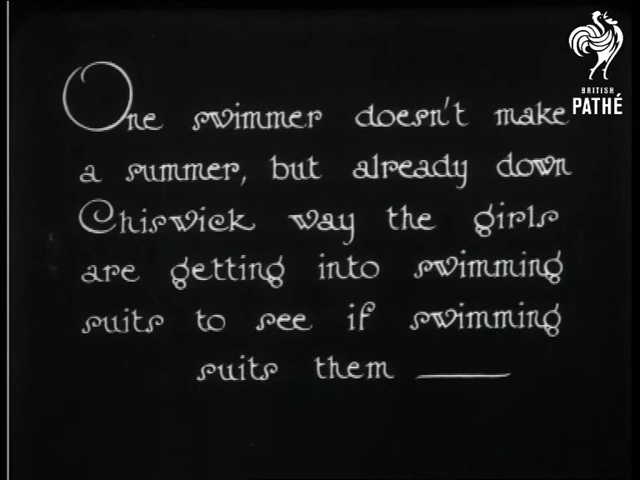 One swimmer doesn't make
a summer, but already down
Chiswick way the girls
are getting into swimming
suits to see if swimming
suits them
BRITISH
PATHÉ